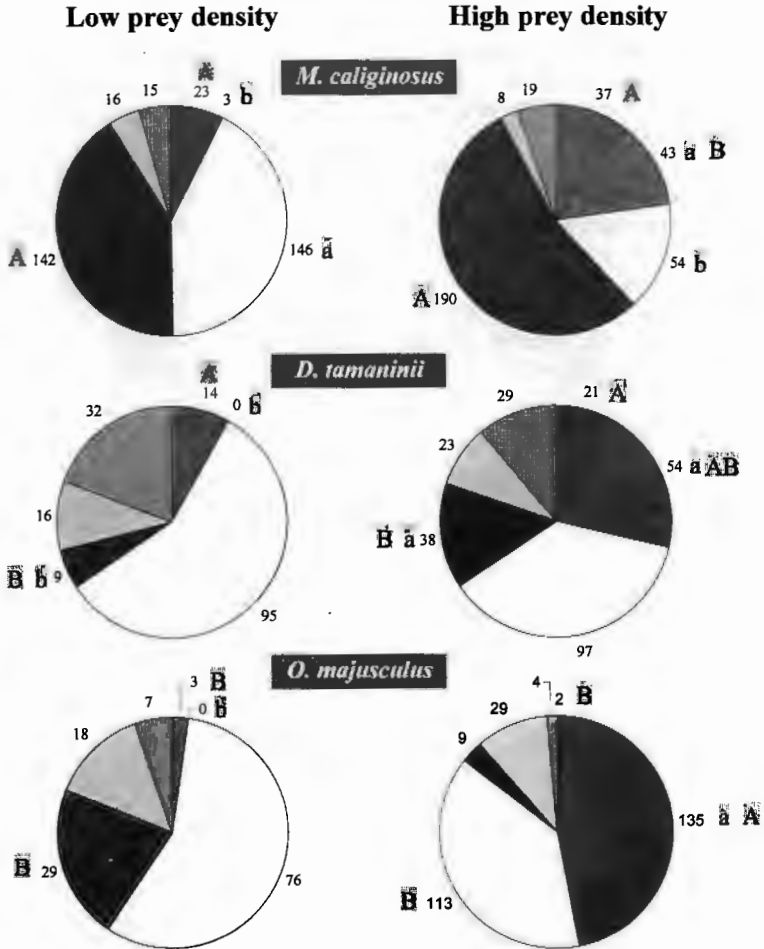 Low prey density High prey density
M. caliginosus
16 15 A 23 3 b
A 142
146 a
8 19 37 A
43 a B
54 b
A 190
D. tamaninii
32 A 14 0 b
16
B b 9
95
29 21 A
23
54 a AB
B a 38
97
O. majusculus
18 7 3 B
0 b
B 29
76
4 2 B
9 29
135 a A
B 113